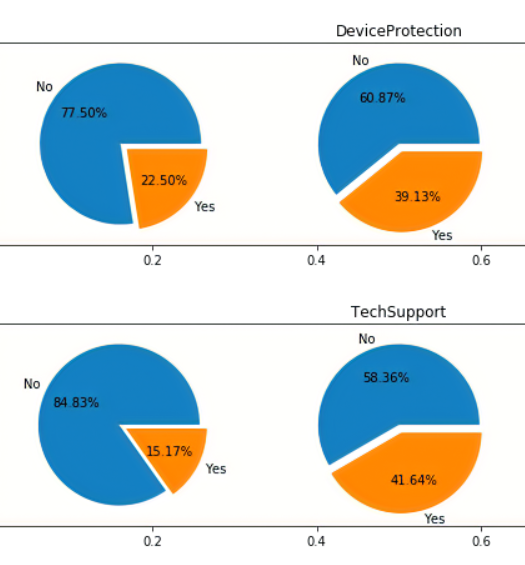 DeviceProtection
No
77.50%
22.50%
Yes
No
60.87%
39.13%
Yes
0.2 0.4 0.6
TechSupport
No
84.83%
15.17%
Yes
No
58.36%
41.64%
Yes
0.2 0.4 0.6